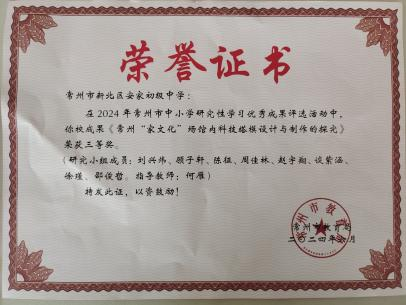 荣誉证书
常州市新北区安家初级中学：
在2024年常州市中小学研究性学习优秀成果评选活动中，
你校成果《常州“家文化”场馆内科技塔模设计与制作的探究》
荣获三等奖。
（研究小组成员：刘兴炜、顾子轩、陈征、周佳林、赵宇翔、谈紫涵、
徐瑾、邵俊哲。指导教师：何雁）
特发此证，以资鼓励！
常州市教育局
二〇二四年 月